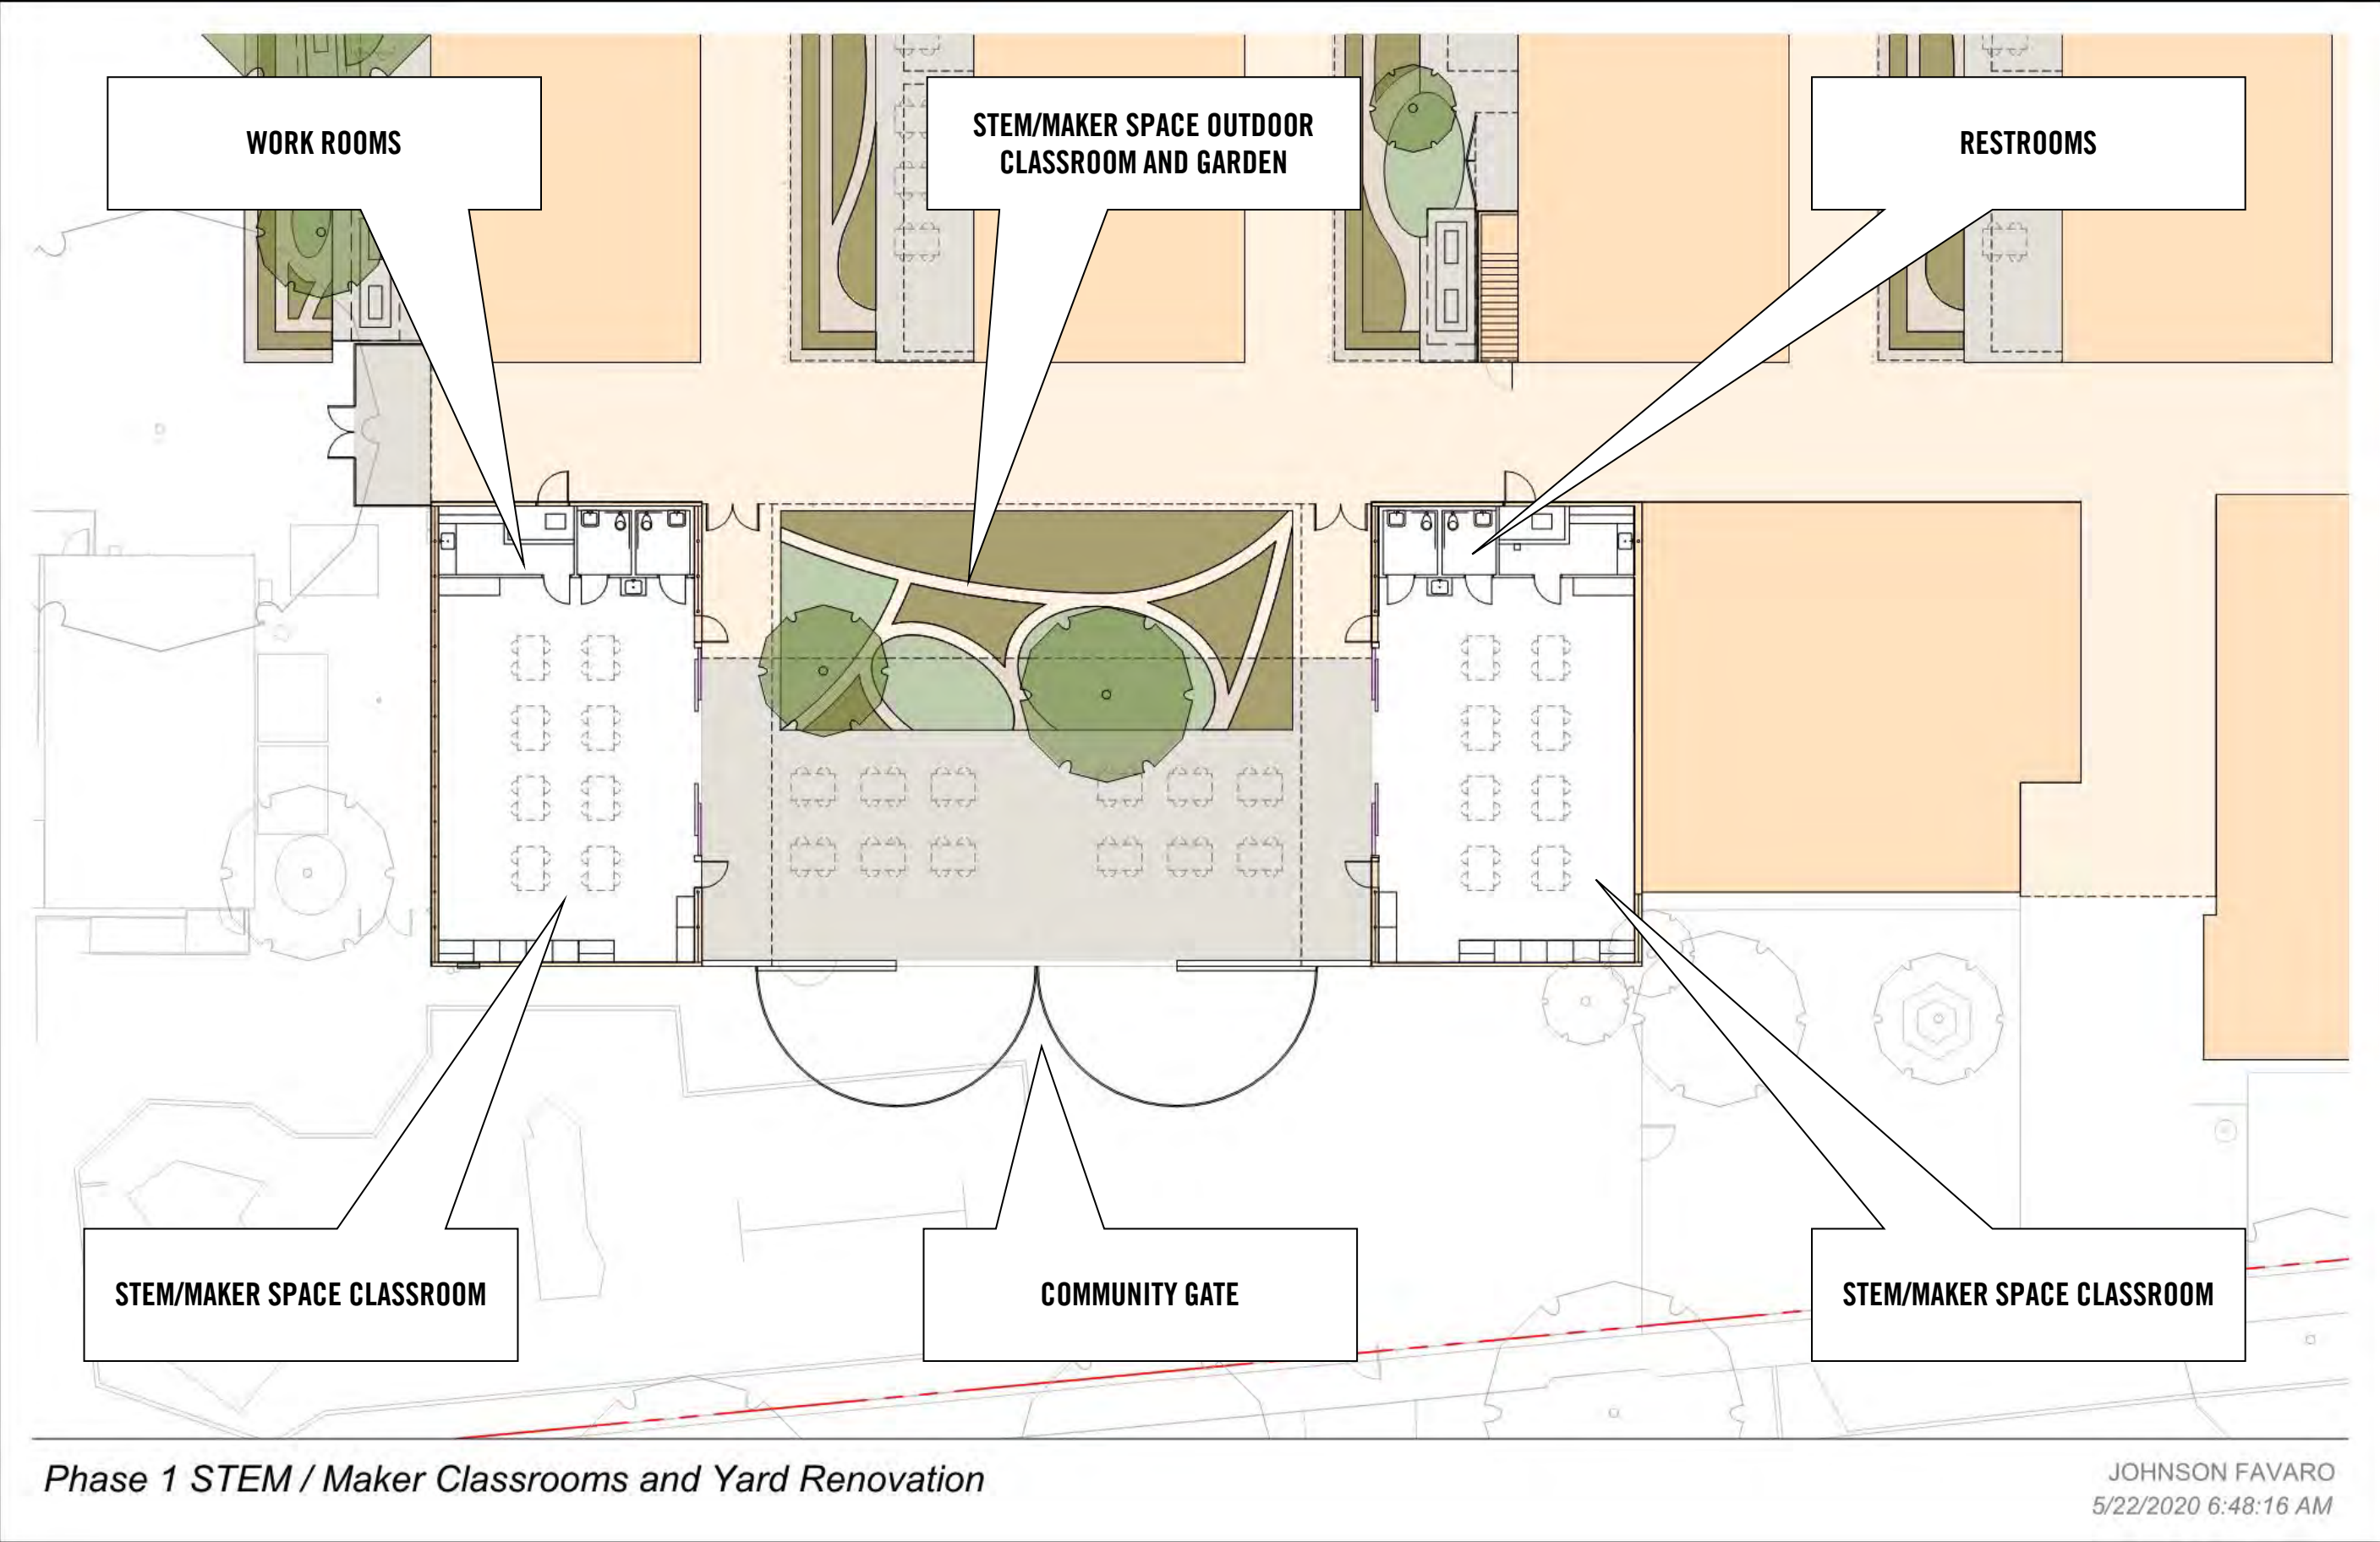 WORK ROOMS
STEM/MAKER SPACE OUTDOOR
CLASSROOM AND GARDEN
RESTROOMS
STEM/MAKER SPACE CLASSROOM
COMMUNITY GATE
STEM/MAKER SPACE CLASSROOM
Phase 1 STEM / Maker Classrooms and Yard Renovation
JOHNSON FAVARO
5/22/2020 6:48:16 AM